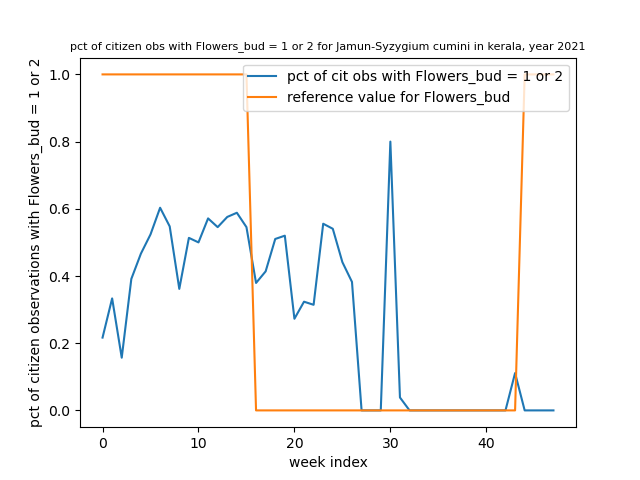 pct of citizen obs with Flowers_bud = 1 or 2 for Jamun-Syzygium cumini in kerala, year 2021
pct of citizen observations with Flowers_bud = 1 or 2
1.0
0.8
0.6
0.4
0.2
0.0
pct of cit obs with Flowers_bud = 1 or 2
reference value for Flowers_bud
0 10 20 30 40
week index